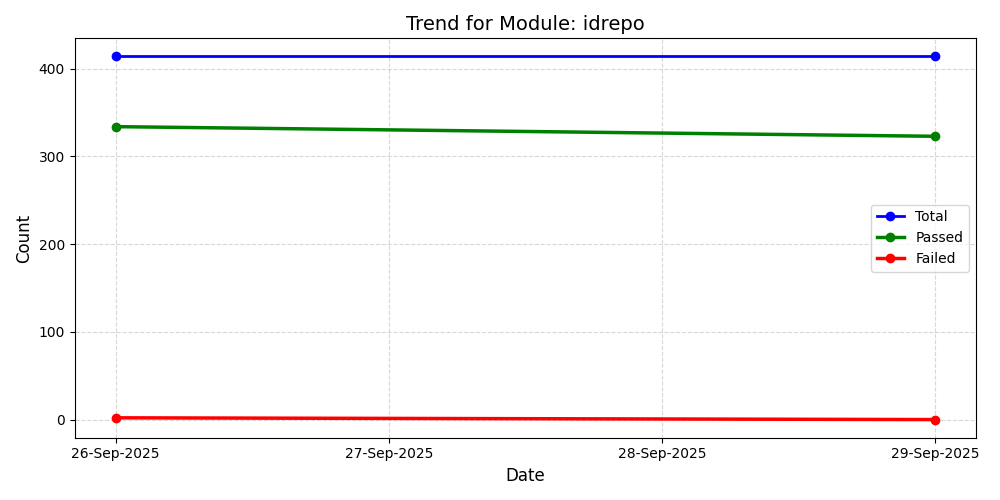 Trend for Module: idrepo
Count
400
300
200
100
0
Total
Passed
Failed
26-Sep-2025 27-Sep-2025 28-Sep-2025 29-Sep-2025
Date